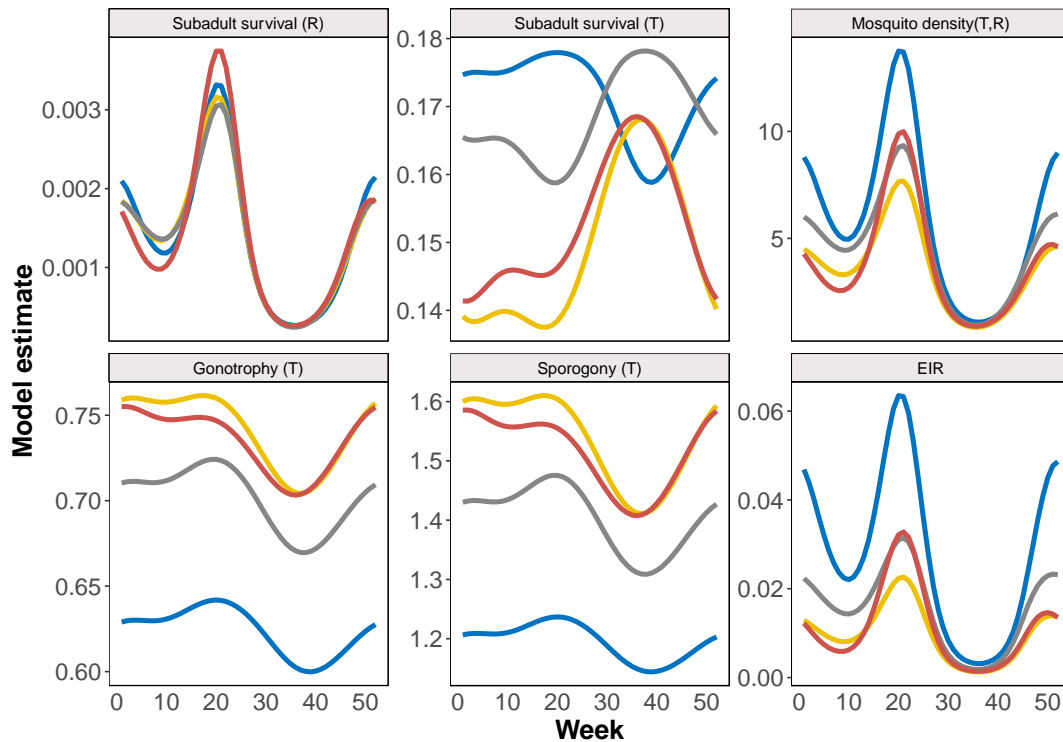 Subadult survival (R)
Subadult survival (T)
Mosquito density(T,R)
0.003
0.002
0.001
0.18
0.17
0.16
0.15
0.14
10
5
Model estimate
Gonotrophy (T)
Sporogony (T)
EIR
0.75
0.70
0.65
0.60
1.6
1.5
1.4
1.3
1.2
0.06
0.04
0.02
0.00
0 10 20 30 40 50
0 10 20 30 40 50
0 10 20 30 40 50
Week